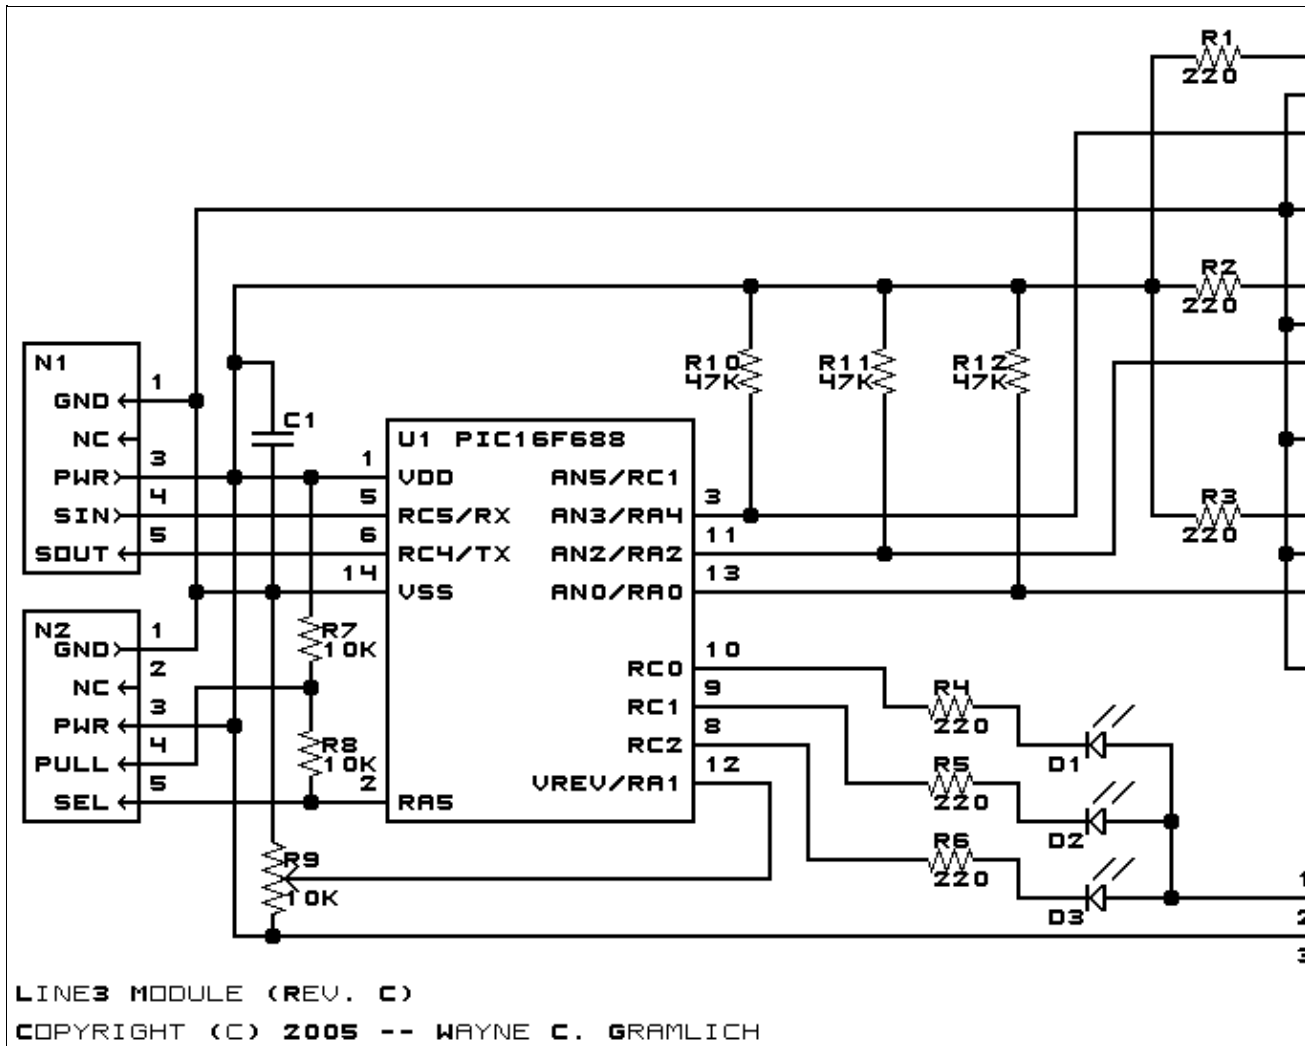 R1
220
R2
220
R10
47K
R11
47K
R12
47K
N1
1
GND
NC
3
PWR
4
SIN
5
SOUT
C1
U1 PIC16F688
1
VDD
AN5/RC1
5
RC5/RX
AN3/RA4
3
6
RC4/TX
AN2/RA2
11
14
VSS
AN0/RA0
13
R3
220
N2
1
GND
2
NC
3
PWR
4
PULL
5
SEL
R7
10K
R8
10K
2
RA5
RC0
10
RC1
9
RC2
8
VREV/RA1
12
R4
220
D1
R5
220
D2
R6
220
D3
R9
10K
1
2
3
LINE3 MODULE (REV. C)
COPYRIGHT (C) 2005 -- WAYNE C. GRAMLICH